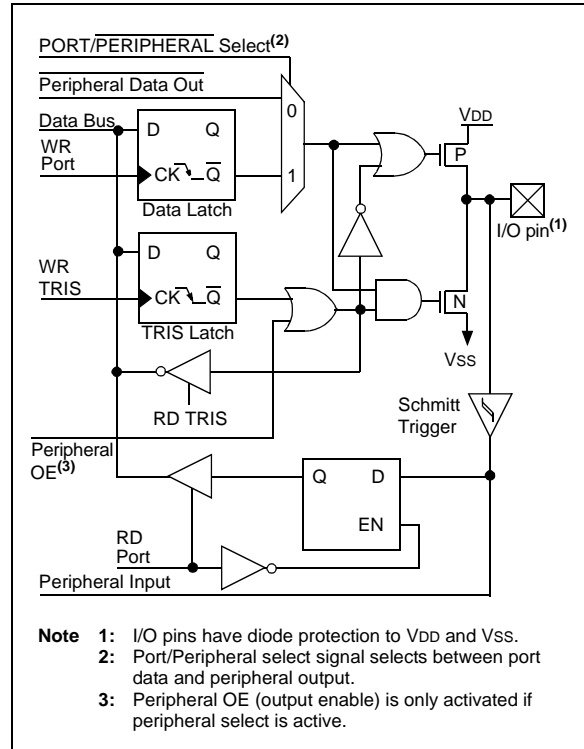 PORT/PERIPHERAL Select(2)
Peripheral Data Out
Data Bus
WR
Port
D
Q
CK
Q
Data Latch
0
1
VDD
P
I/O pin(1)
WR
TRIS
D
Q
CK
Q
TRIS Latch
N
VSS
RD TRIS
Schmitt
Trigger
Peripheral
OE(3)
Q
D
EN
RD
Port
Peripheral Input
Note 1: I/O pins have diode protection to VDD and VSS.
2: Port/Peripheral select signal selects between port
data and peripheral output.
3: Peripheral OE (output enable) is only activated if
peripheral select is active.